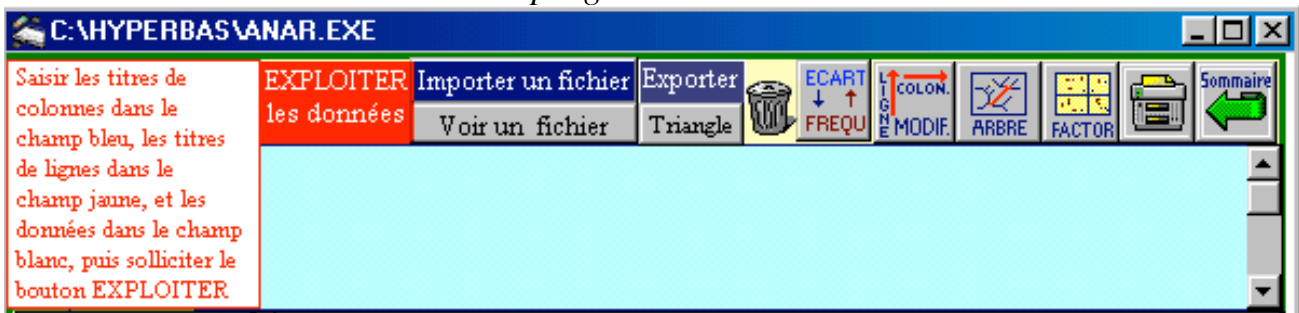 C:\HYPERBAS\ANAR.EXE
Saisir les titres de
colonnes dans le
champ bleu, les titres
de lignes dans le
champ jaune, et les
données dans le champ
blanc, puis solliciter le
bouton EXPLOITER
EXPLOITER
les données
Importer un fichier
Voir un fichier
Exporter
Triangle
ECART
FREQU
LIGNE
COLON.
MODIF.
ARBRE
FACTOR
Sommaire